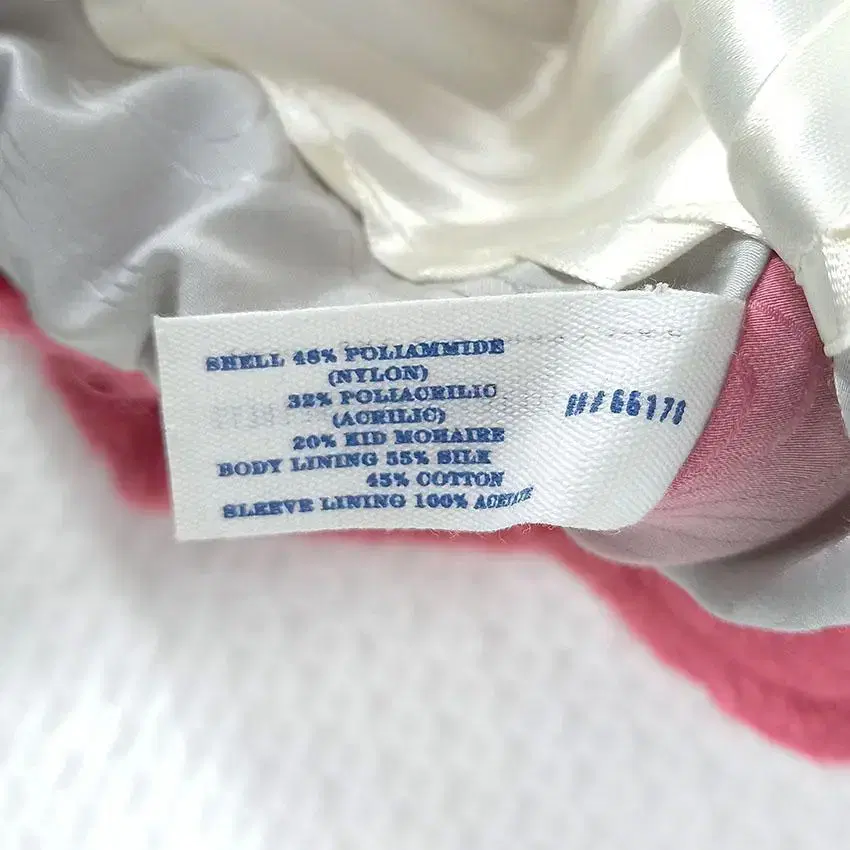 SHELL 48% POLIAMMIDE
(NYLON)
32% POLIACRILIC
(ACRILIC)
20% KID MOHAIRE
BODY LINING 55% SILK
45% COTTON
SLEEVE LINING 100% ACETATE